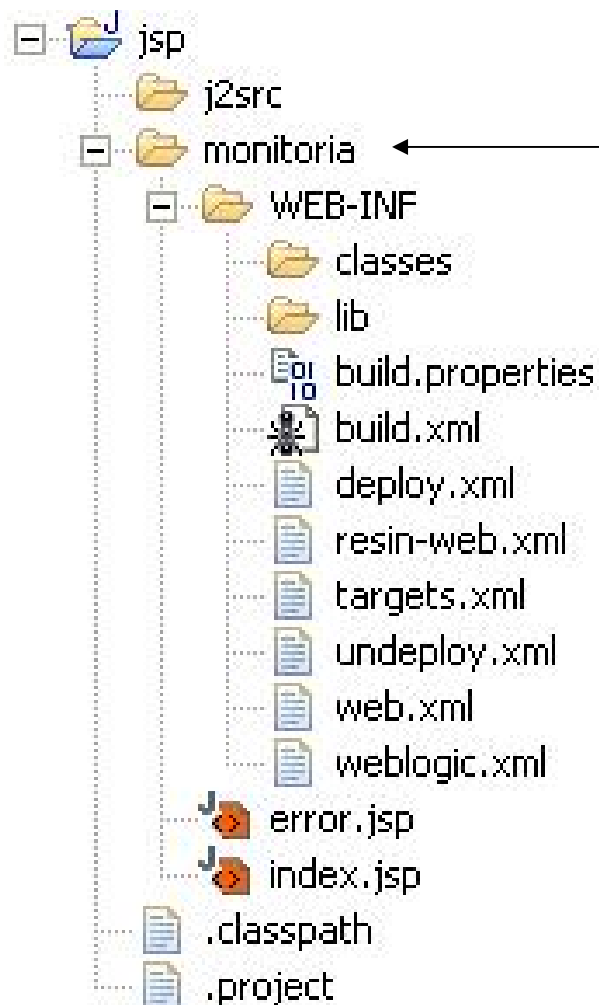 jsp
j2src
monitoria
WEB-INF
classes
lib
build.properties
build.xml
deploy.xml
resin-web.xml
targets.xml
undeploy.xml
web.xml
weblogic.xml
error.jsp
index.jsp
.classpath
.project